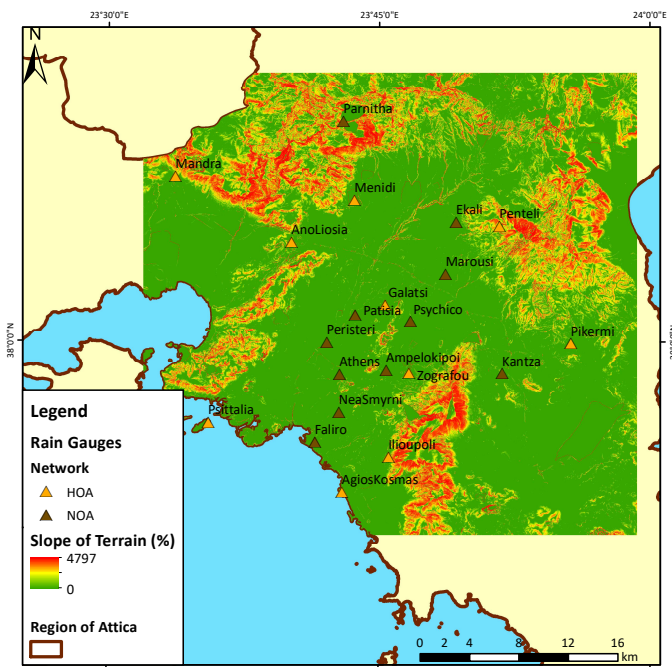 23°30'0"E
23°45'0"E
24°0'0"E
N
Parnitha
Mandra
Menidi
Ekali
Penteli
AnoLiosia
Marousi
Galatsi
Patisia
Psychico
Peristeri
Pikermi
38°0'0"N
Athens
Ampelokipoi
Zografou
Kantza
NeaSmyrni
Psittalia
Faliro
Ilioupoli
AgiosKosmas
Legend
Rain Gauges
Network
HOA
NOA
Slope of Terrain (%)
4797
0
Region of Attica
0 2 4 8 12 16
km